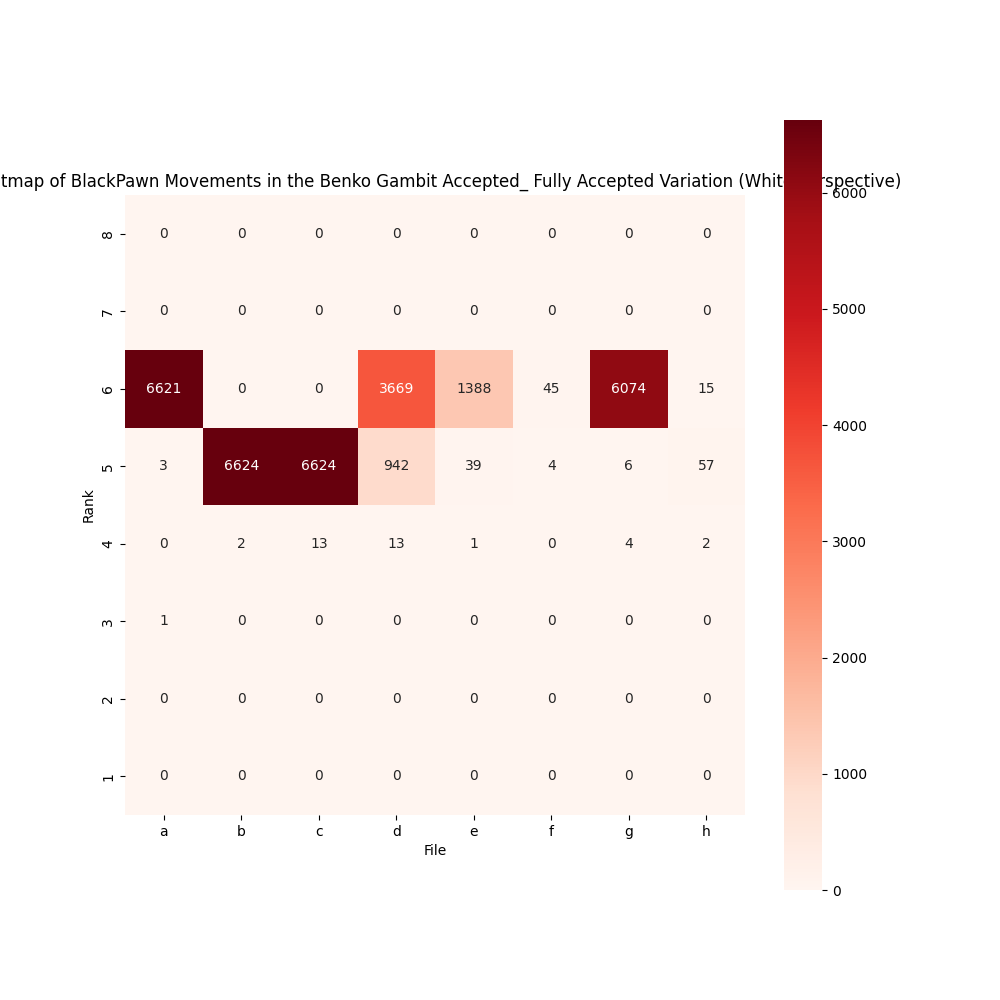 tmap of BlackPawn Movements in the Benko Gambit Accepted_ Fully Accepted Variation (Whit rspective)
8 0 0 0 0 0 0 0 0
7 0 0 0 0 0 0 0 0
6 6621 0 0 3669 1388 45 6074 15
5 3 6624 6624 942 39 4 6 57
4 0 2 13 13 1 0 4 2
3 1 0 0 0 0 0 0 0
2 0 0 0 0 0 0 0 0
1 0 0 0 0 0 0 0 0
a b c d e f g h
File
Rank
6000
5000
4000
3000
2000
1000
0